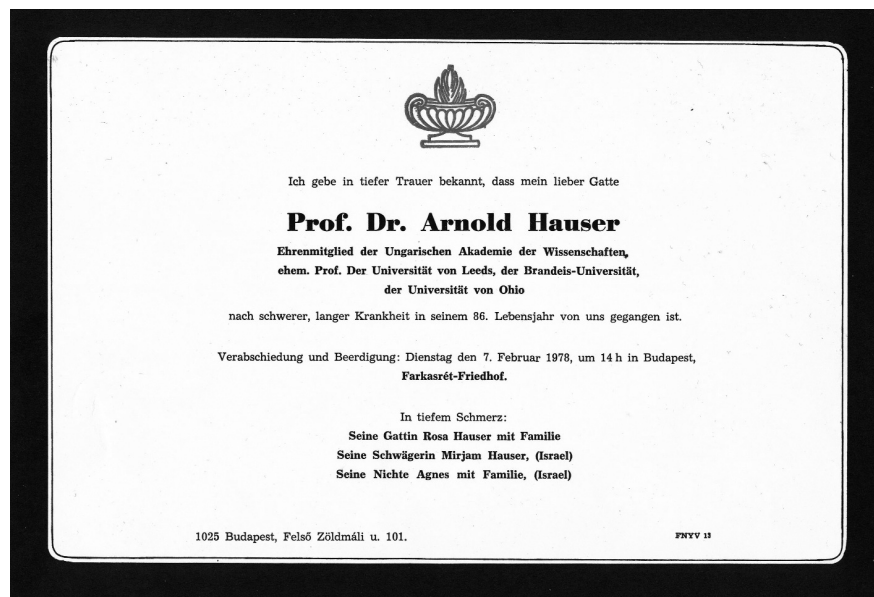 Ich gebe in tiefer Trauer bekannt, dass mein lieber Gatte
Prof. Dr. Arnold Hauser
Ehrenmitglied der Ungarischen Akademie der Wissenschaften,
ehem. Prof. Der Universität von Leeds, der Brandeis-Universität,
der Universität von Ohio
nach schwerer, langer Krankheit in seinem 86. Lebensjahr von uns gegangen ist.
Verabschiedung und Beerdigung: Dienstag den 7. Februar 1978, um 14 h in Budapest,
Farkasrét-Friedhof.
In tiefem Schmerz:
Seine Gattin Rosa Hauser mit Familie
Seine Schwägerin Mirjam Hauser, (Israel)
Seine Nichte Agnes mit Familie, (Israel)
1025 Budapest, Felső Zöldmáli u. 101.
FNYV 13